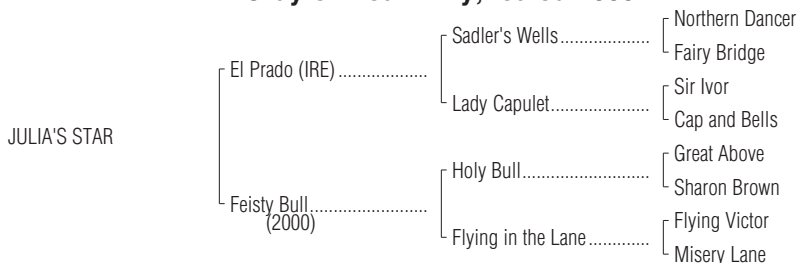 Northern Dancer
Sadler's Wells..................
Fairy Bridge
El Prado (IRE) ..................
Sir Ivor
Lady Capulet....................
Cap and Bells
JULIA'S STAR
Great Above
Holy Bull.........................
Sharon Brown
Feisty Bull........................
(2000)
Flying Victor
Flying in the Lane.............
Misery Lane